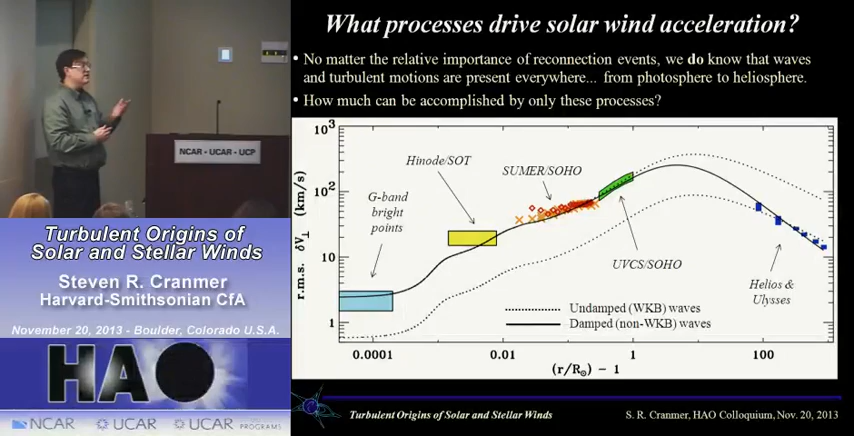 What processes drive solar wind acceleration?
• No matter the relative importance of reconnection events, we do know that waves
and turbulent motions are present everywhere... from photosphere to heliosphere.
• How much can be accomplished by only these processes?
NCAR - UCAR - UCP
Turbulent Origins of
Solar and Stellar Winds
Steven R. Cranmer
Harvard-Smithsonian CfA
November 20, 2013 - Boulder, Colorado U.S.A.
HAO
NCAR
UCAR
UCAR PROGRAMS
r.m.s. δV⊥ (km/s)
10³
10²
10
1
G-band
bright
points
Hinode/SOT
SUMER/SOHO
UVCS/SOHO
Helios &
Ulysses
Undamped (WKB) waves
Damped (non-WKB) waves
0.0001
0.01
1
100
(r/R⊙) − 1
Turbulent Origins of Solar and Stellar Winds
S. R. Cranmer, HAO Colloquium, Nov. 20, 2013